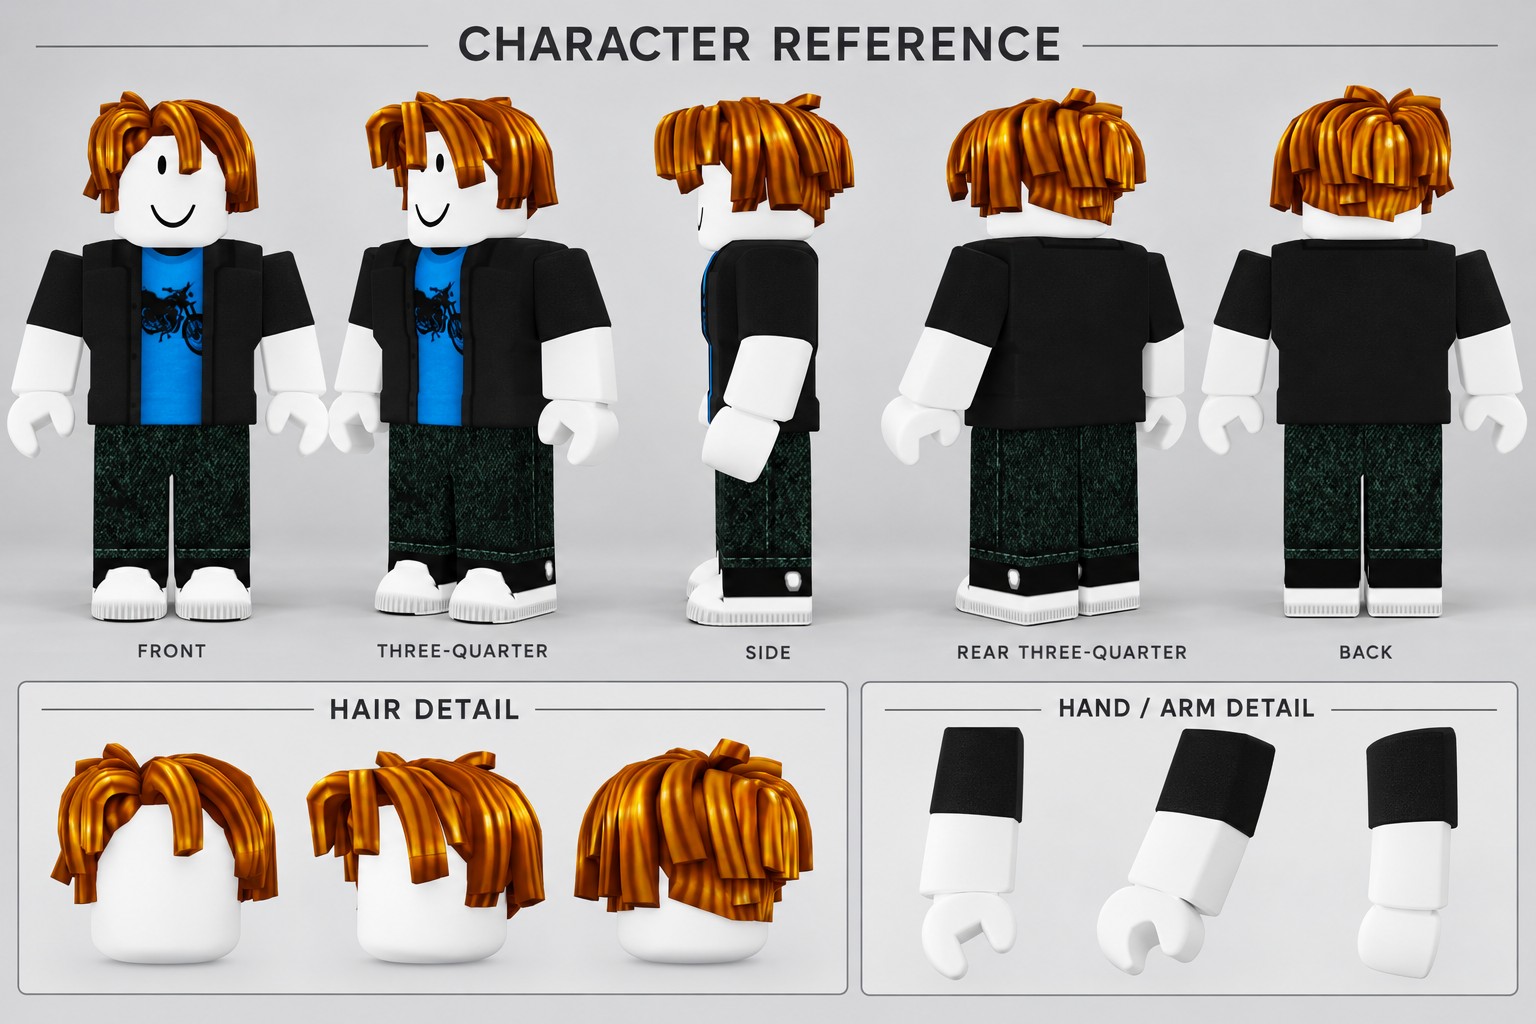 CHARACTER REFERENCE
FRONT
THREE-QUARTER
SIDE
REAR THREE-QUARTER
BACK
HAIR DETAIL
HAND / ARM DETAIL